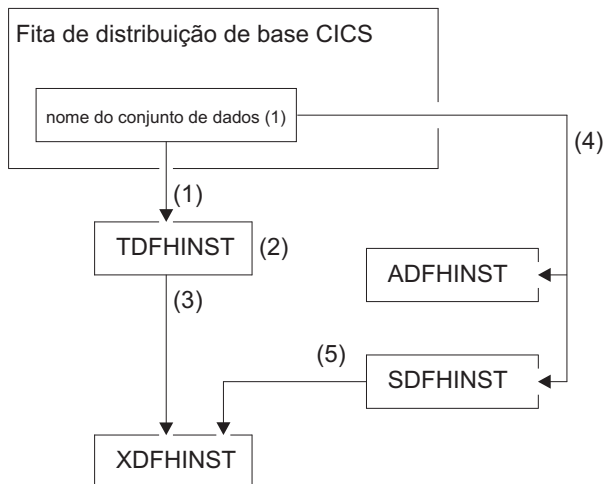 Fita de distribuição de base CICS
nome do conjunto de dados (1)
(4)
(1)
TDFHINST
(2)
ADFHINST
(3)
(5)
SDFHINST
XDFHINST